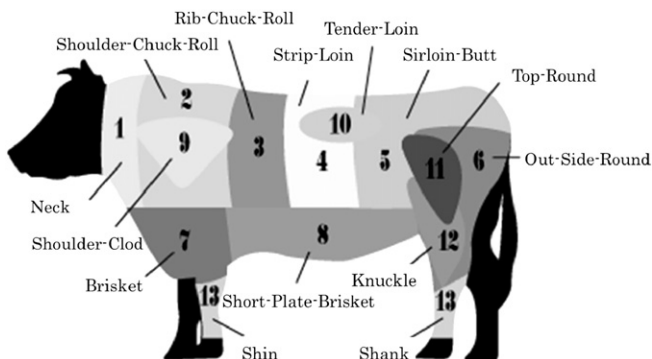 Rib-Chuck-Roll
Tender-Loin
Shoulder-Chuck-Roll
Strip-Loin
Sirloin-Butt
Top-Round
1
2
3
4
5
6
7
8
9
10
11
12
13
13
Out-Side-Round
Neck
Shoulder-Clod
Brisket
Short-Plate-Brisket
Knuckle
Shin
Shank